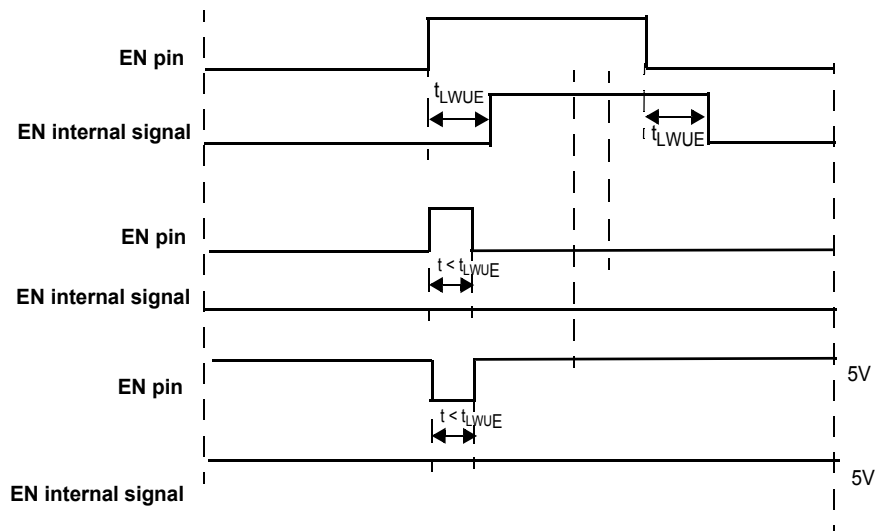 EN pin
tLWUE
EN internal signal
tLWUE
EN pin
t < tLWUE
EN internal signal
5V
EN pin
t < tLWUE
5V
EN internal signal